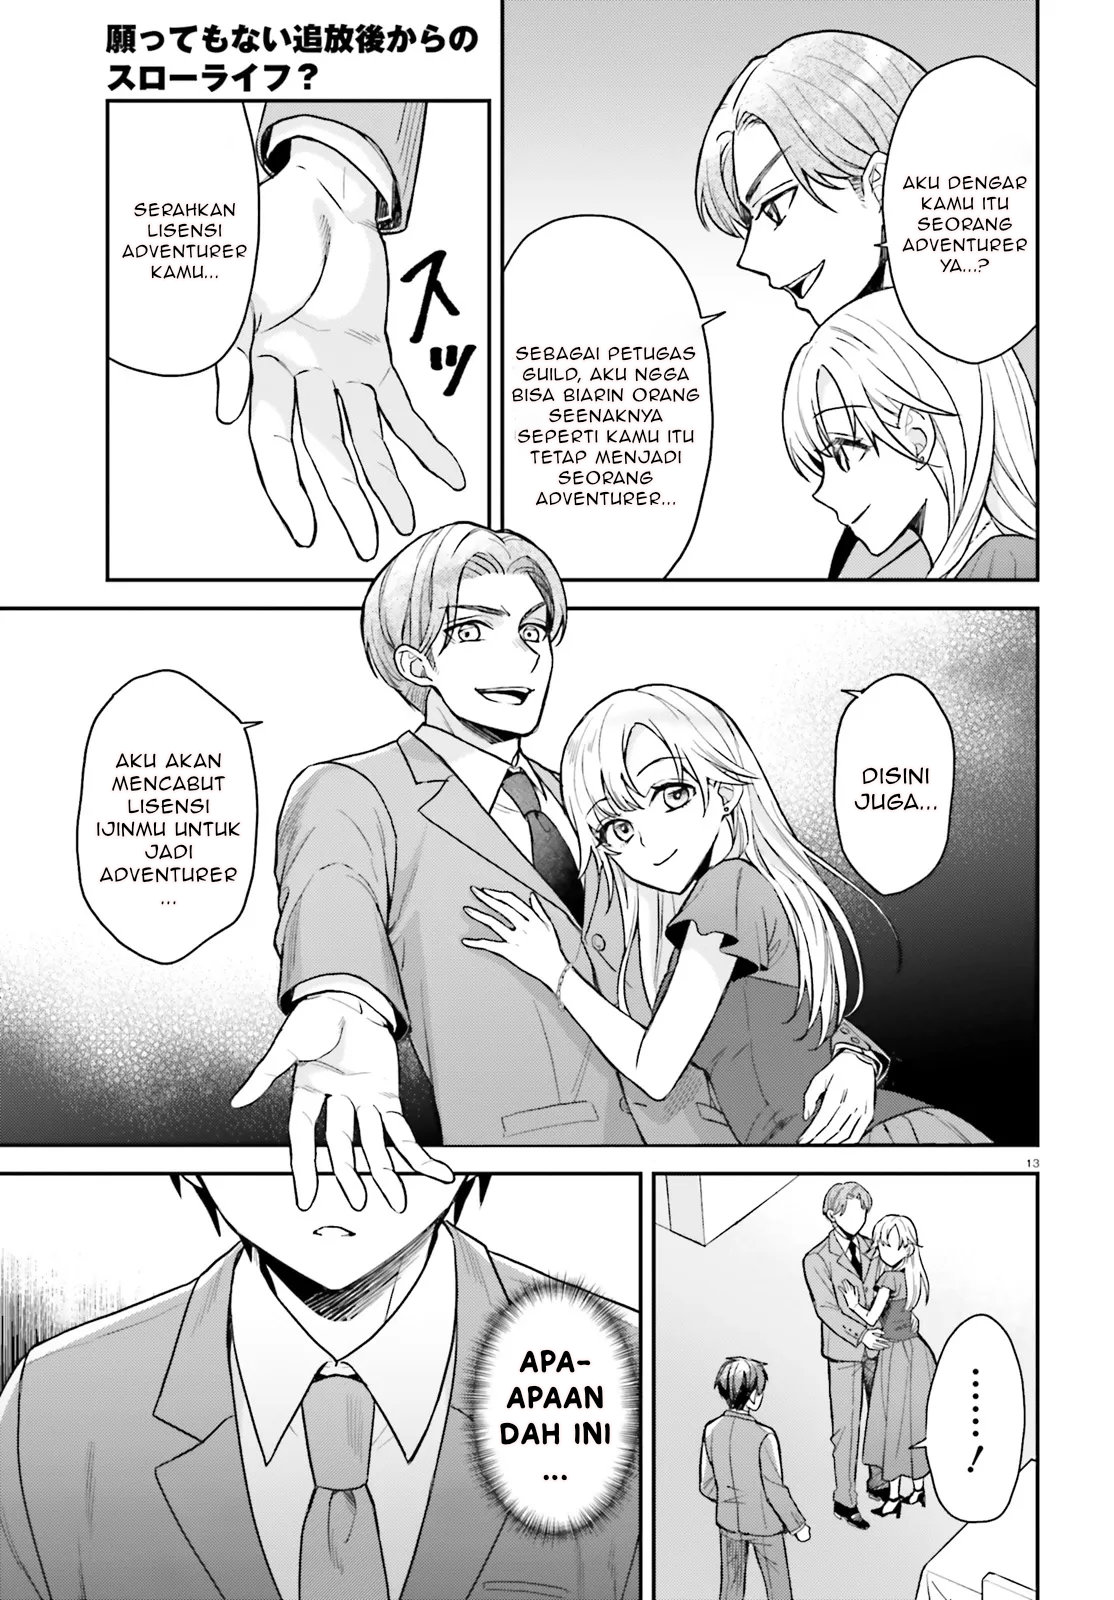 願ってもない追放後からの
スローライフ？
AKU DENGAR
KAMU ITU
SEORANG
ADVENTURER
YA...?
SEBAGAI PETUGAS
GUILD, AKU NGGA
BISA BIARIN ORANG
SEENAKNYA
SEPERTI KAMU ITU
TETAP MENJADI
SEORANG
ADVENTURER...
SERAHKAN
LISENSI
ADVENTURER
KAMU...
スッ
DISINI
JUGA...
AKU AKAN
MENCABUT
LISENSI
IJINMU UNTUK
JADI
ADVENTURER
...
13
......!
APA-
APAAN
DAH INI
...